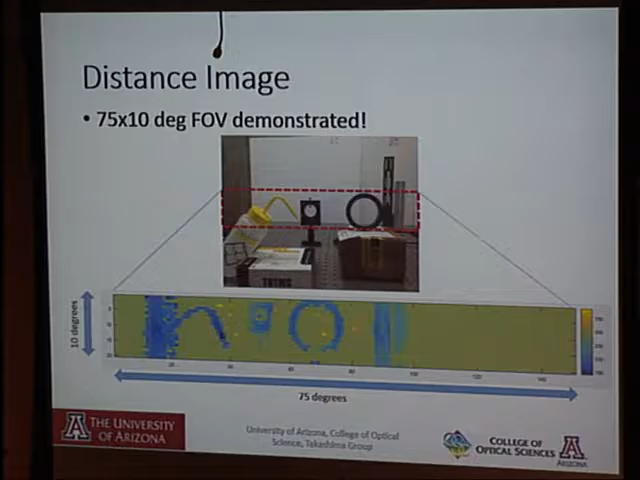 Distance Image
• 75x10 deg FOV demonstrated!
10 degrees
75 degrees
THE UNIVERSITY
OF ARIZONA
University of Arizona, College of Optical
Science, Takashima Group
COLLEGE OF
OPTICAL SCIENCES
ARIZONA